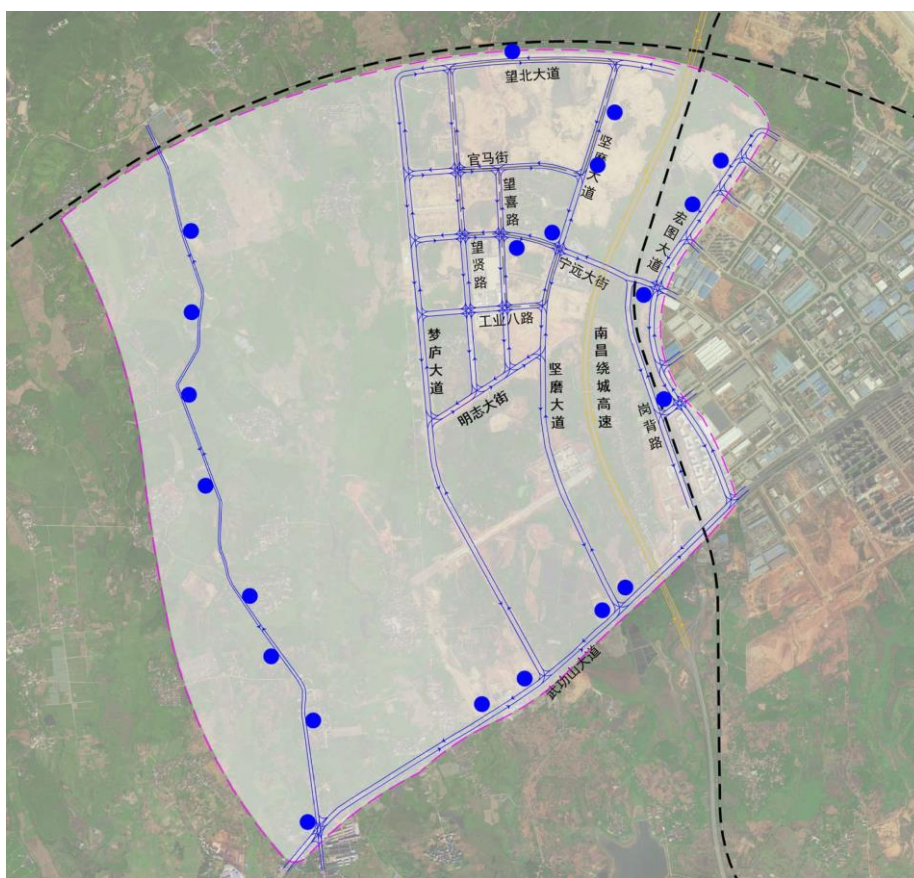 望北大道
官马街
坚磨大道
望喜路
宏图大道
望贤路
宁远大街
工业八路
梦庐大道
南昌绕城高速
坚磨大道
明志大街
岗背路
武功山大道